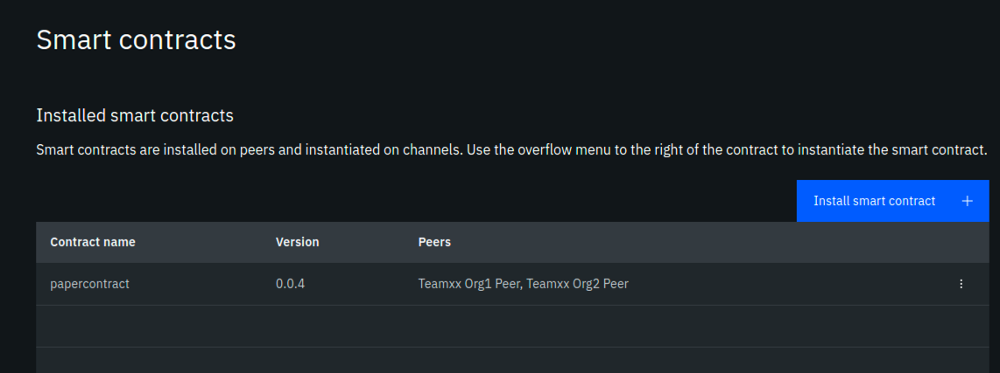 Smart contracts
Installed smart contracts
Smart contracts are installed on peers and instantiated on channels. Use the overflow menu to the right of the contract to instantiate the smart contract.
Install smart contract
Contract name Version Peers
papercontract 0.0.4 Teamxx Org1 Peer, Teamxx Org2 Peer